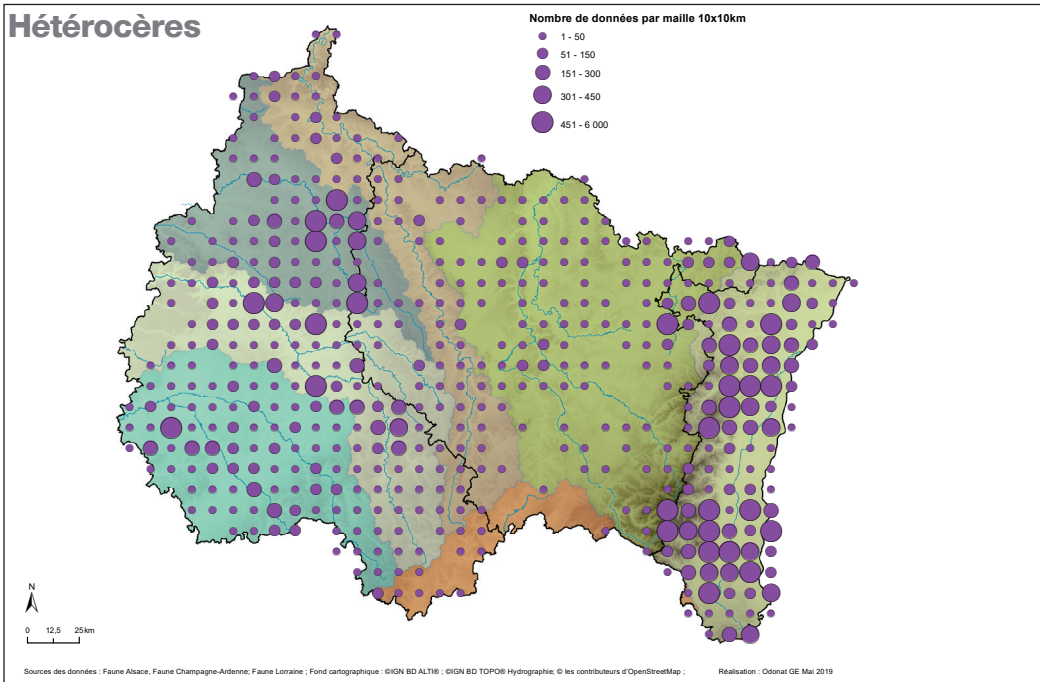 Hétérocères
Nombre de données par maille 10x10km
1 - 50
51 - 150
151 - 300
301 - 450
451 - 6 000
N
0 12,5 25 km
Sources des données : Faune Alsace, Faune Champagne-Ardenne; Faune Lorraine ; Fond cartographique : ©IGN BD ALTI® ; ©IGN BD TOPO® Hydrographie; © les contributeurs d'OpenStreetMap ; Réalisation : Odonat GE Mai 2019